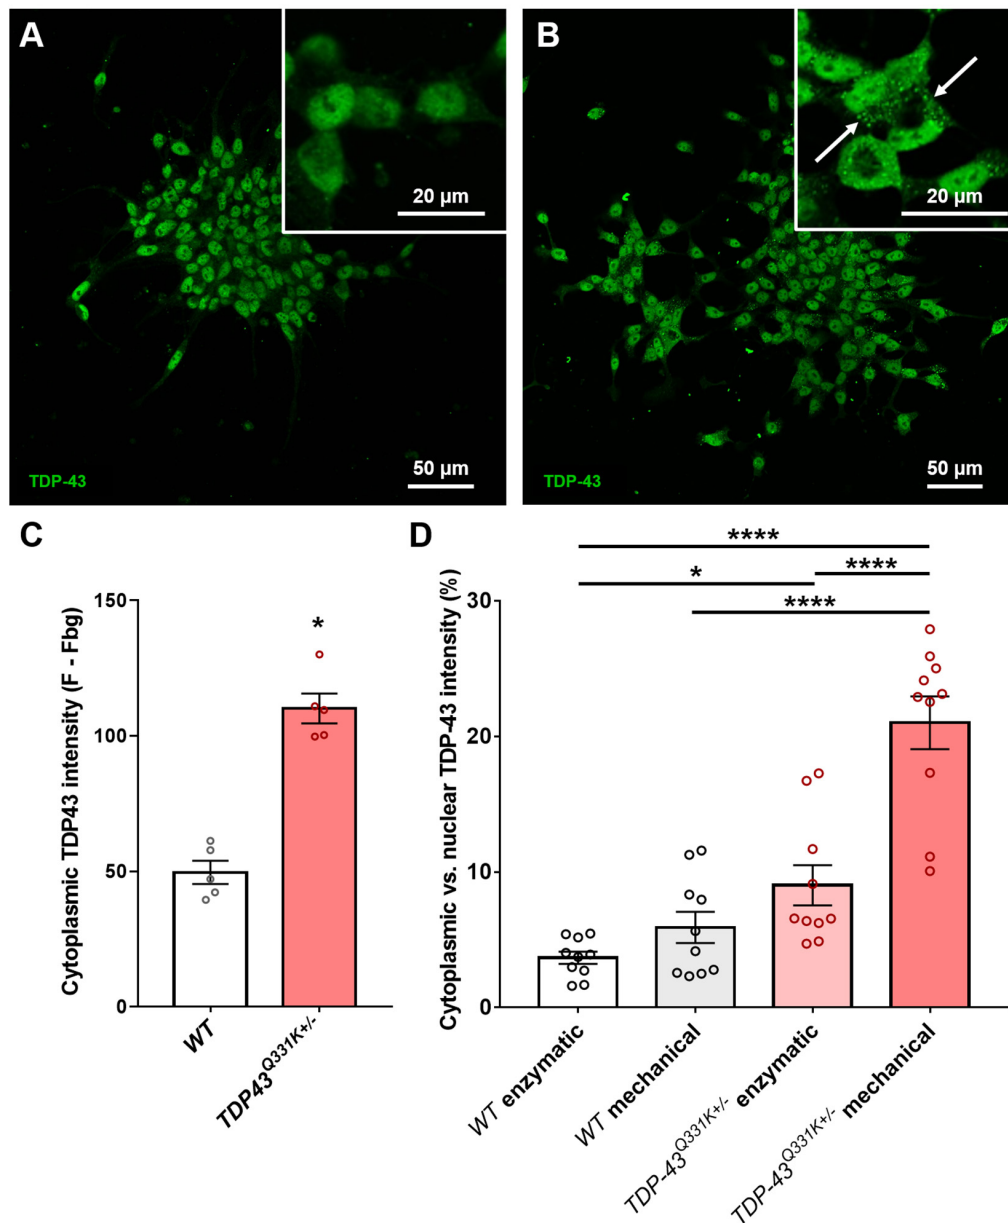 A
20 µm
TDP-43
50 µm
B
20 µm
TDP-43
50 µm
C
Cytoplasmic TDP43 intensity (F - Fbg)
150
100
50
0
*
WT
TDP43Q331K+/-
D
Cytoplasmic vs. nuclear TDP-43 intensity (%)
30
20
10
0
****
*
****
****
WT enzymatic
WT mechanical
TDP-43Q331K+/- enzymatic
TDP-43Q331K+/- mechanical